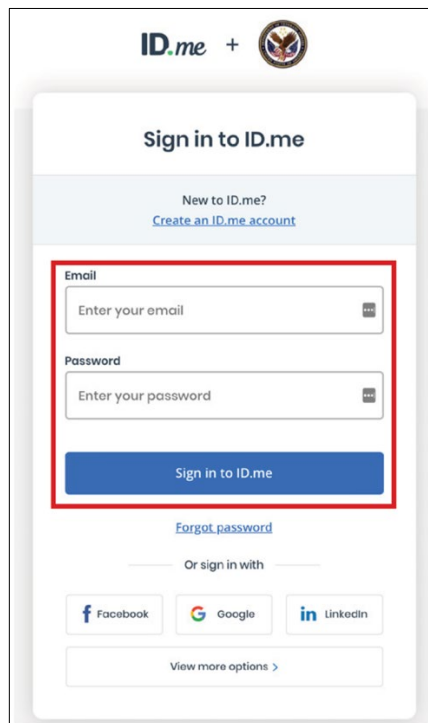 ID.me +
Sign in to ID.me
New to ID.me?
Create an ID.me account
Email
Enter your email
Password
Enter your password
Sign in to ID.me
Forgot password
Or sign in with
Facebook Google LinkedIn
View more options >